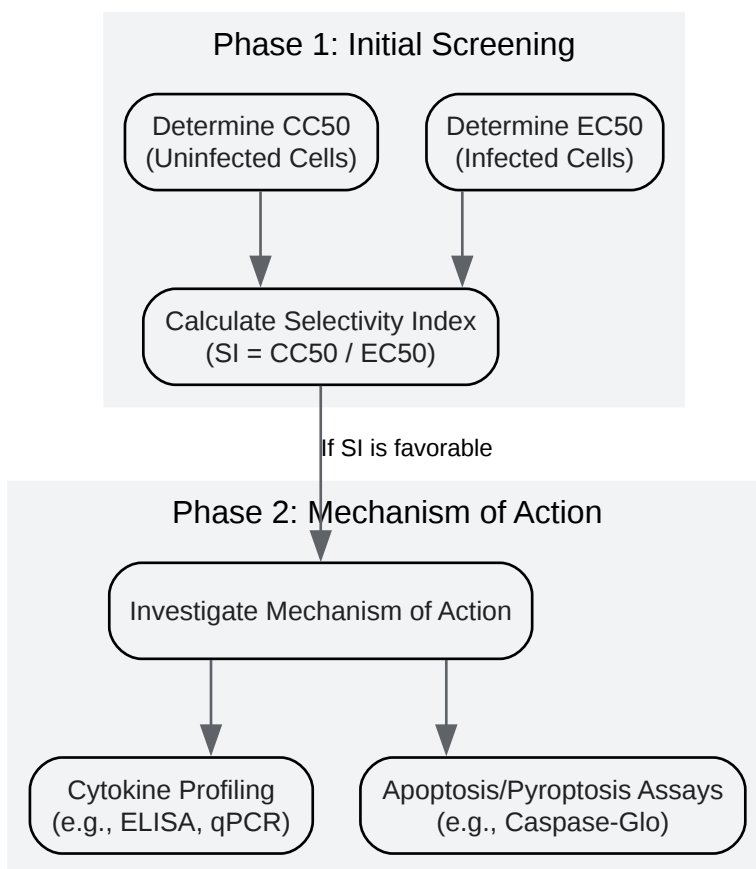 Phase 1: Initial Screening
Determine CC50
(Uninfected Cells)
Determine EC50
(Infected Cells)
Calculate Selectivity Index
(SI = CC50 / EC50)
If SI is favorable
Phase 2: Mechanism of Action
Investigate Mechanism of Action
Cytokine Profiling
(e.g., ELISA, qPCR)
Apoptosis/Pyroptosis Assays
(e.g., Caspase-Glo)